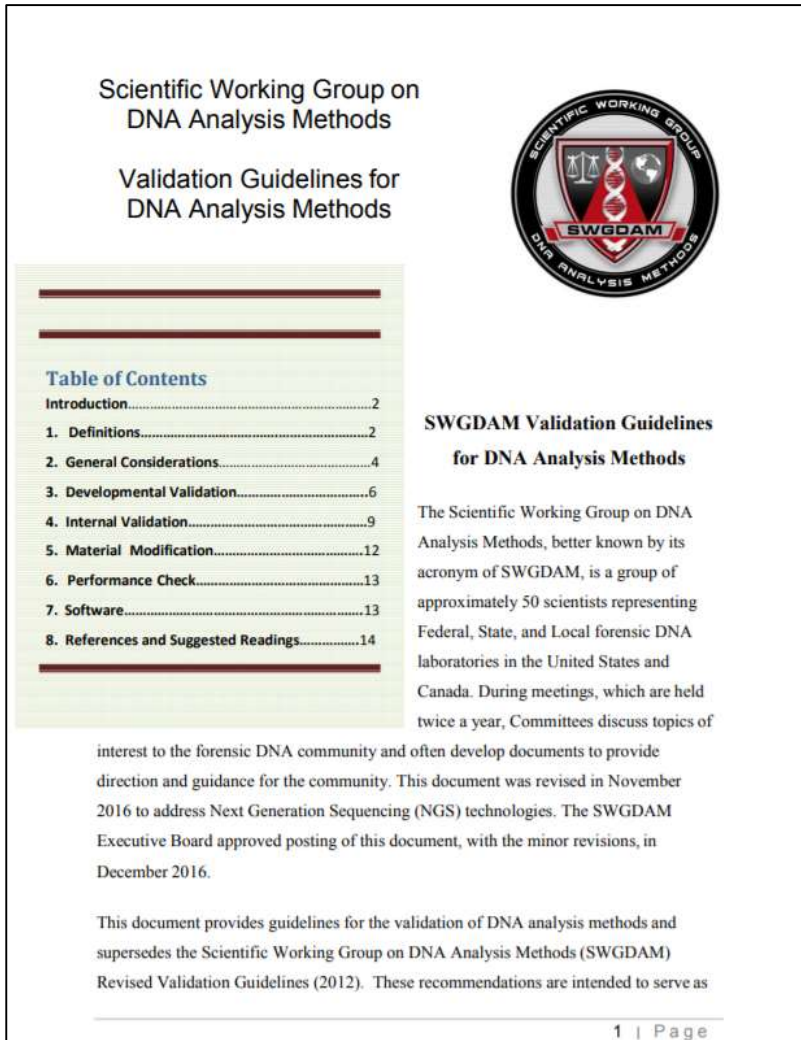 Scientific Working Group on
DNA Analysis Methods
Validation Guidelines for
DNA Analysis Methods
SCIENTIFIC WORKING GROUP
SWGDAM
DNA ANALYSIS METHODS
Table of Contents
Introduction.....................................................................2
1. Definitions.................................................................2
2. General Considerations...........................................4
3. Developmental Validation.....................................6
4. Internal Validation...................................................9
5. Material Modification..........................................12
6. Performance Check................................................13
7. Software....................................................................13
8. References and Suggested Readings.................14
SWGDAM Validation Guidelines
for DNA Analysis Methods
The Scientific Working Group on DNA
Analysis Methods, better known by its
acronym of SWGDAM, is a group of
approximately 50 scientists representing
Federal, State, and Local forensic DNA
laboratories in the United States and
Canada. During meetings, which are held
twice a year, Committees discuss topics of
interest to the forensic DNA community and often develop documents to provide
direction and guidance for the community. This document was revised in November
2016 to address Next Generation Sequencing (NGS) technologies. The SWGDAM
Executive Board approved posting of this document, with the minor revisions, in
December 2016.
This document provides guidelines for the validation of DNA analysis methods and
supersedes the Scientific Working Group on DNA Analysis Methods (SWGDAM)
Revised Validation Guidelines (2012). These recommendations are intended to serve as
1 | Page